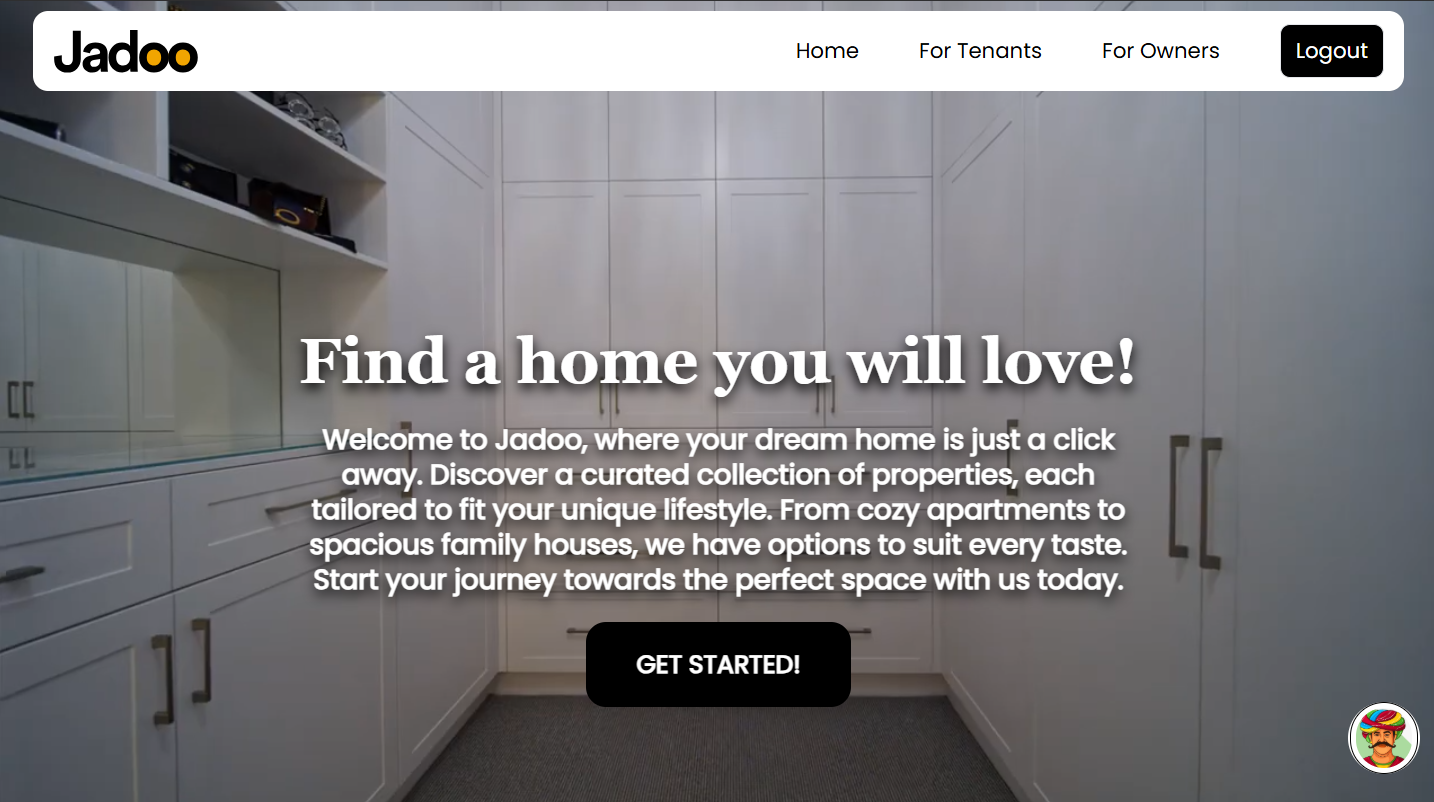 Jadoo
Home
For Tenants
For Owners
Logout
Find a home you will love!
Welcome to Jadoo, where your dream home is just a click
away. Discover a curated collection of properties, each
tailored to fit your unique lifestyle. From cozy apartments to
spacious family houses, we have options to suit every taste.
Start your journey towards the perfect space with us today.
GET STARTED!